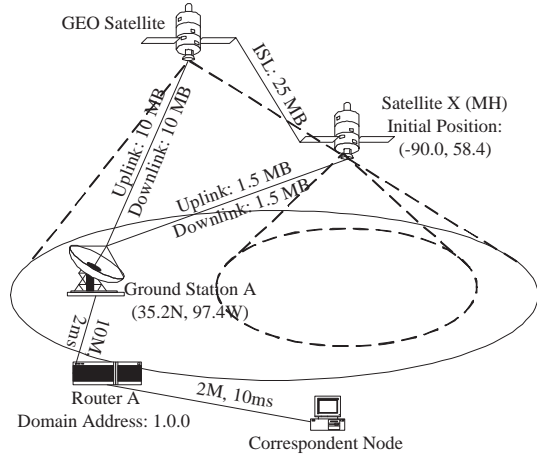 GEO Satellite
ISL: 25 MB
Satellite X (MH)
Initial Position:
(-90.0, 58.4)
Uplink: 10 MB
Downlink: 10 MB
Uplink: 1.5 MB
Downlink: 1.5 MB
Ground Station A
(35.2N, 97.4W)
10M,
2ms
Router A
Domain Address: 1.0.0
2M, 10ms
Correspondent Node